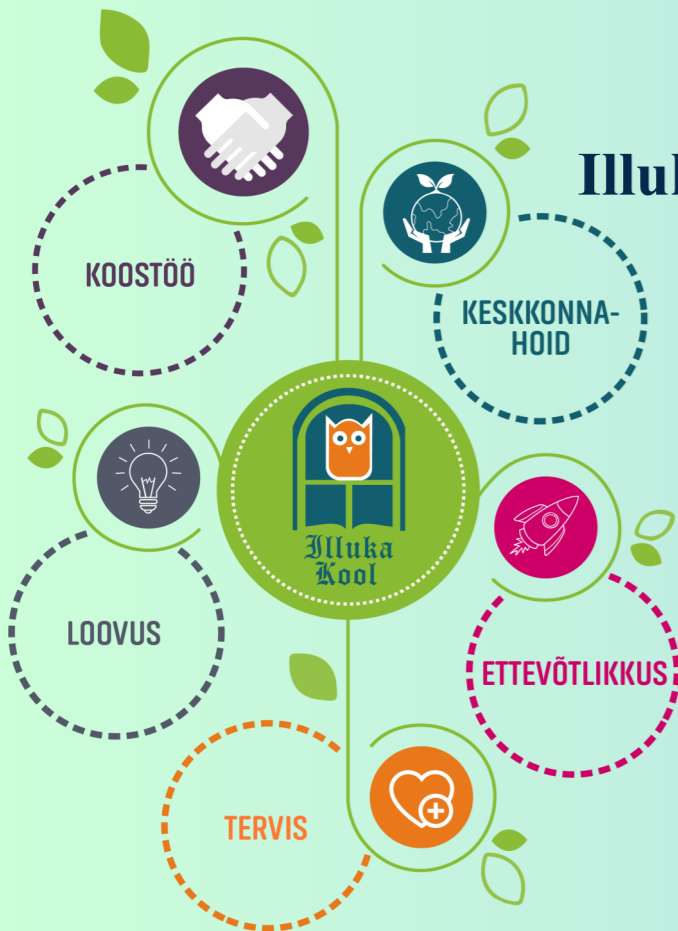 KOOSTÖÖ
KESKKONNA-
HOID
Illuka
Kool
LOOVUS
ETTEVÕTLIKKUS
TERVIS